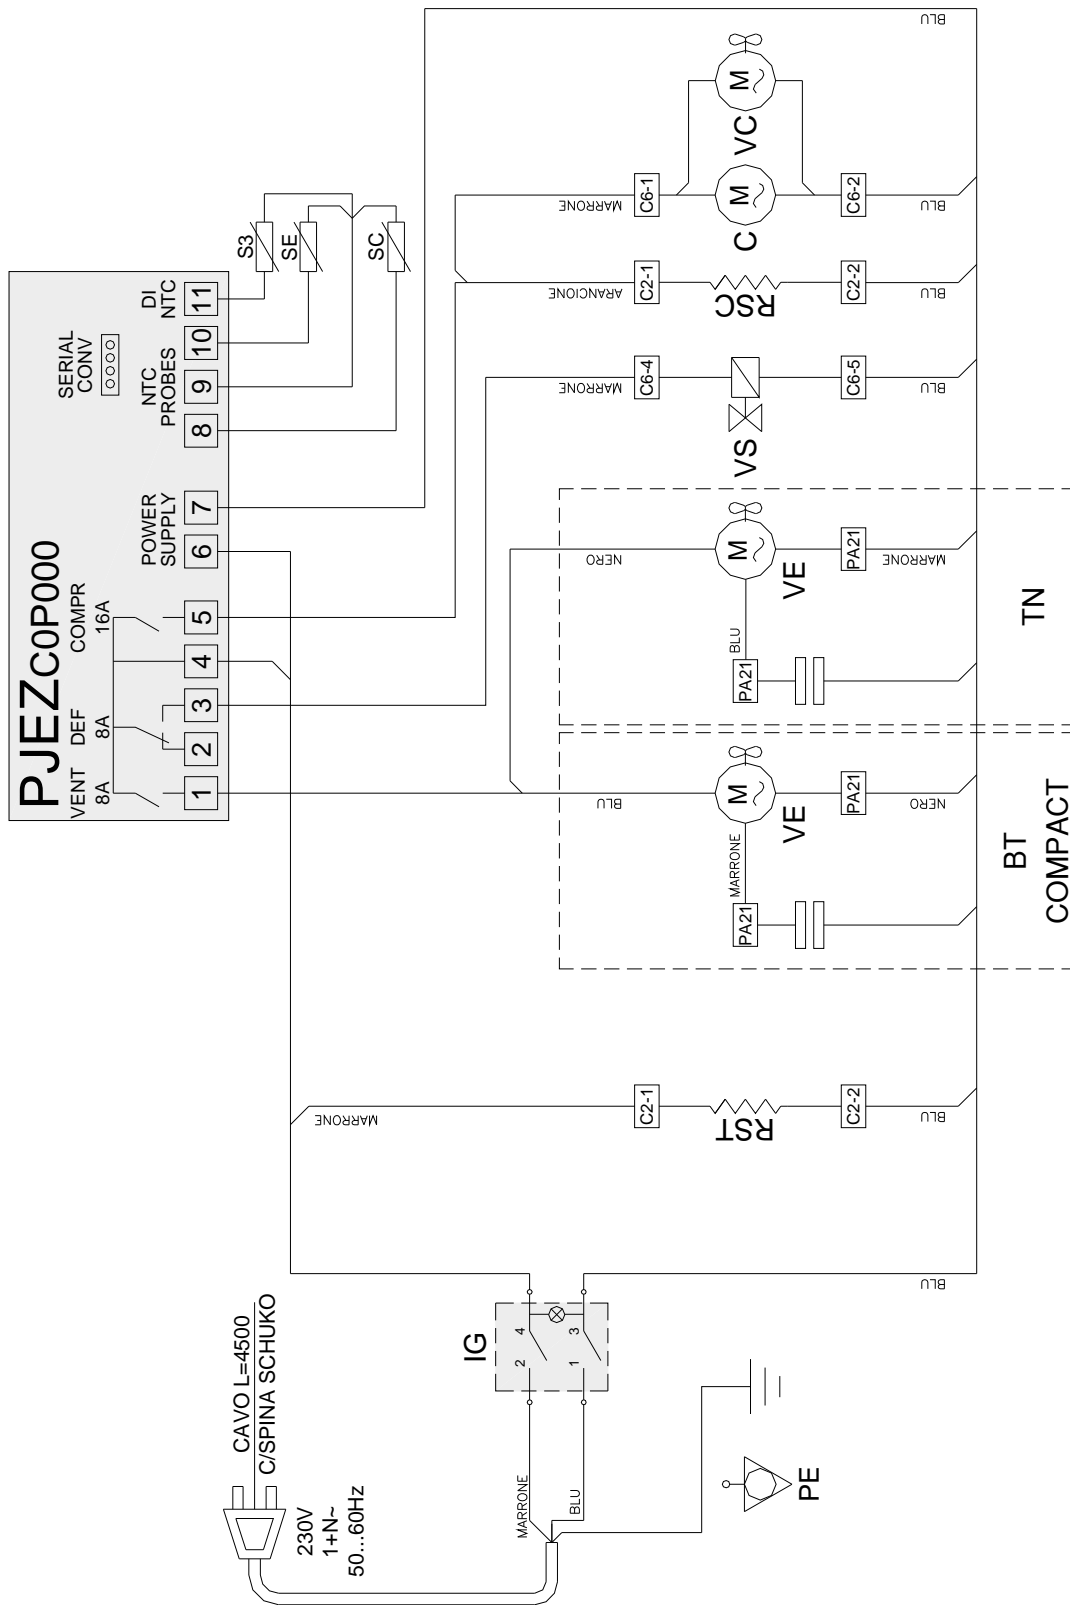 PJEZC0P000
VENT
8A
DEF
8A
COMPR
16A
POWER
SUPPLY
NTC
PROBES
DI
NTC
SERIAL
CONV
1
2
3
4
5
6
7
8
9
10
11
S3
SE
SC
BLU
MARRONE
C6-1
C
VC
C6-2
BLU
ARANCIONE
C2-1
RSC
C2-2
BLU
MARRONE
C6-4
VS
C6-5
BLU
NERO
M
VE
PA21
MARRONE
BLU
PA21
TN
BLU
M
VE
PA21
NERO
MARRONE
PA21
BT
COMPACT
M
M
MARRONE
C2-1
RST
C2-2
BLU
BLU
IG
2
4
1
3
MARRONE
BLU
CAVO L=4500
C/SPINA SCHUKO
230V
1+N~
50...60Hz
PE